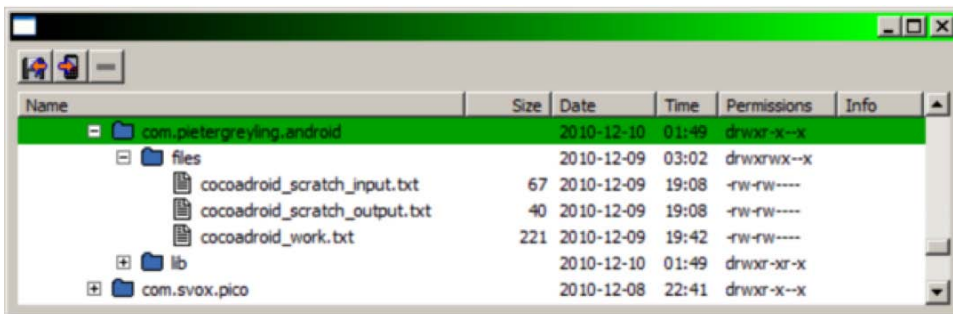 Name Size Date Time Permissions Info
com.pietergreyling.android 2010-12-10 01:49 drwxr-x--x
files 2010-12-09 03:02 drwxrwx--x
cocoadroid_scratch_input.txt 67 2010-12-09 19:08 -rw-rw----
cocoadroid_scratch_output.txt 40 2010-12-09 19:08 -rw-rw----
cocoadroid_work.txt 221 2010-12-09 19:42 -rw-rw----
lib 2010-12-10 01:49 drwxr-xr-x
com.svox.pico 2010-12-08 22:41 drwxr-x--x